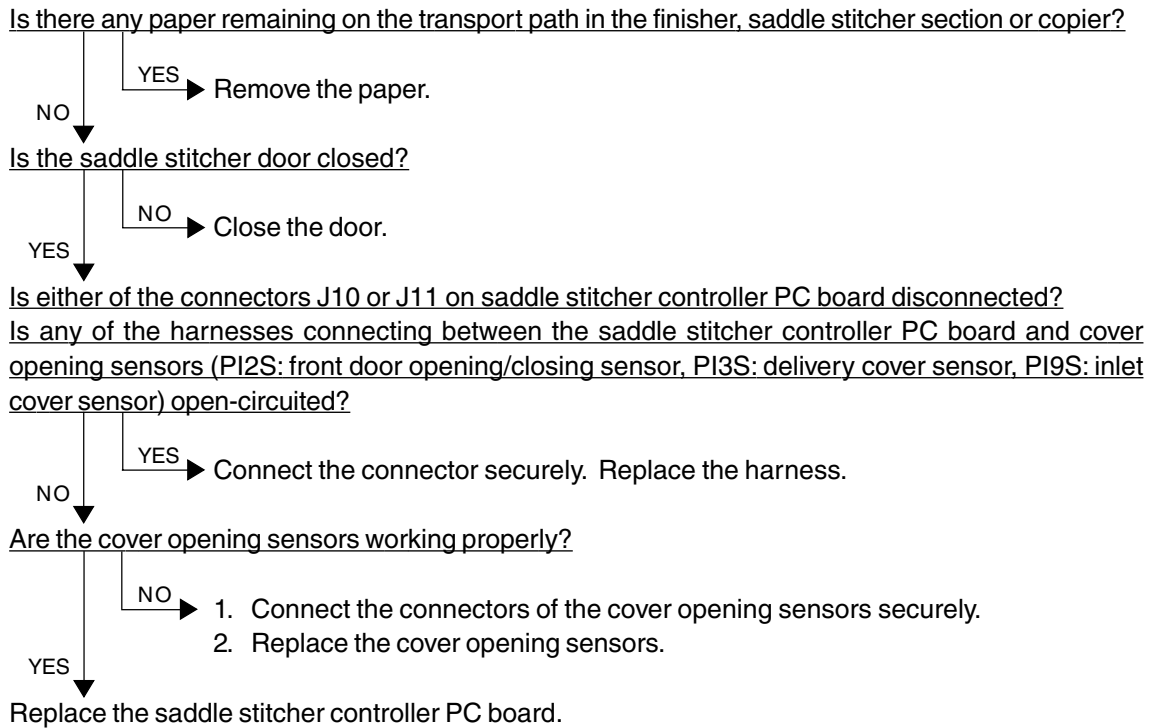 Is there any paper remaining on the transport path in the finisher, saddle stitcher section or copier?
YES
Remove the paper.
NO
Is the saddle stitcher door closed?
NO
Close the door.
YES
Is either of the connectors J10 or J11 on saddle stitcher controller PC board disconnected?
Is any of the harnesses connecting between the saddle stitcher controller PC board and cover
opening sensors (PI2S: front door opening/closing sensor, PI3S: delivery cover sensor, PI9S: inlet
cover sensor) open-circuited?
YES
Connect the connector securely. Replace the harness.
NO
Are the cover opening sensors working properly?
NO
1. Connect the connectors of the cover opening sensors securely.
2. Replace the cover opening sensors.
YES
Replace the saddle stitcher controller PC board.